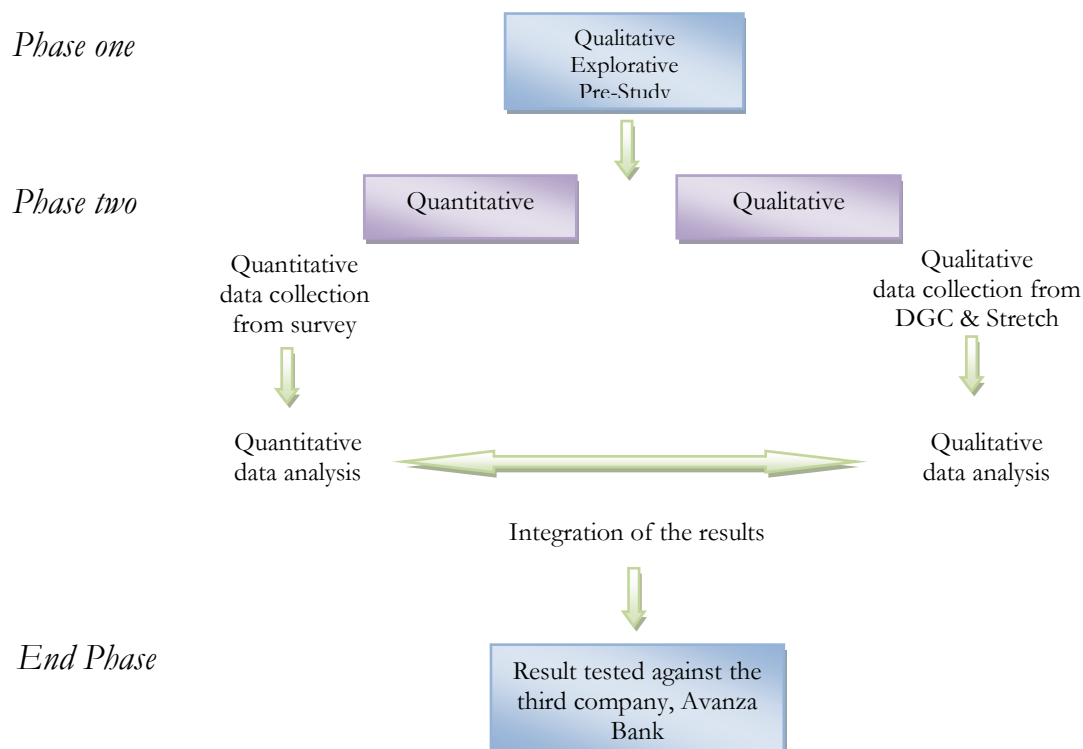 Phase one
Qualitative
Explorative
Pre-Study
Phase two
Quantitative
Qualitative
Quantitative
data collection
from survey
Qualitative
data collection from
DGC & Stretch
Quantitative
data analysis
Qualitative
data analysis
Integration of the results
End Phase
Result tested against the
third company, Avanza
Bank